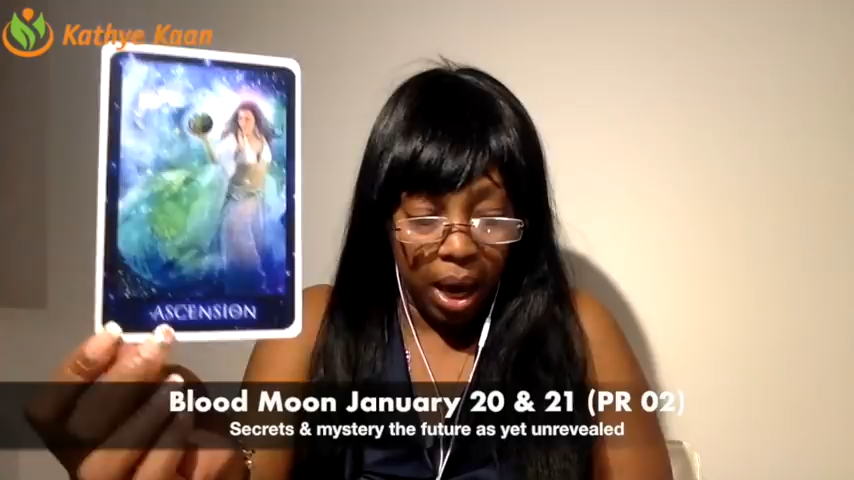 Kathye Kaan
ASCENSION
Blood Moon January 20 & 21 (PR 02)
Secrets & mystery the future as yet unrevealed